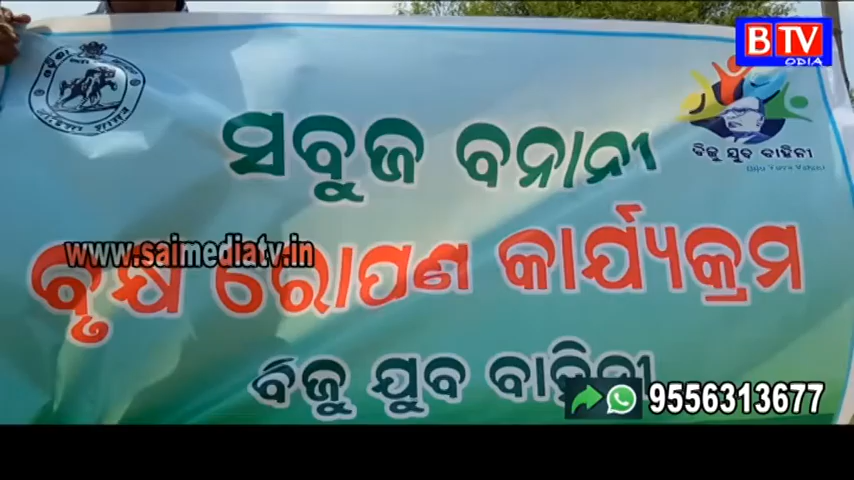 BTV
ODIA
ସବୁଜ ବନାନୀ
ବିଜୁ ଯୁବ ବାହିନୀ
Biju Yuva Vahini
www.saimediatv.in
ବୃକ୍ଷ ରୋପଣ କାର୍ଯ୍ୟକ୍ରମ
ବିଜୁ ଯୁବ ବାହିନୀ
9556313677